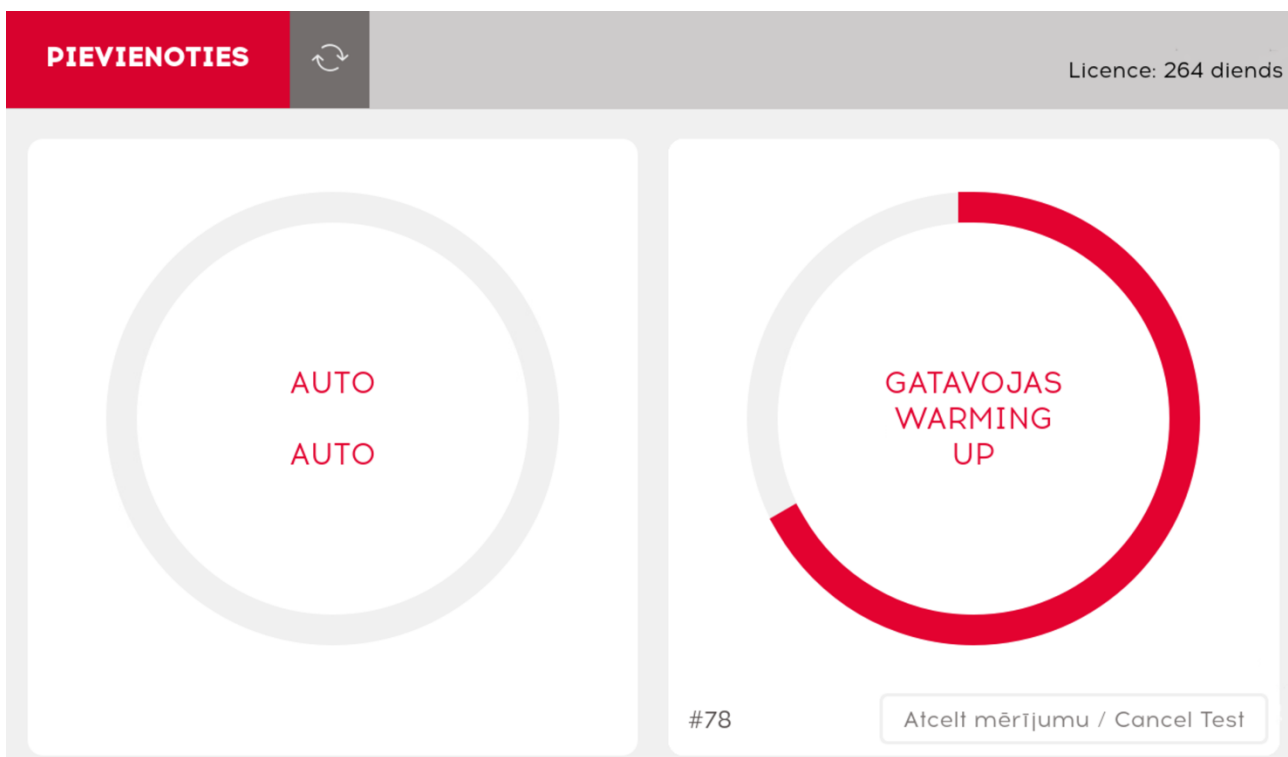 PIEVIENOTIES
Licence: 264 diends
AUTO
AUTO
GATAVOJAS
WARMING
UP
#78
Atcelt mērījumu / Cancel Test